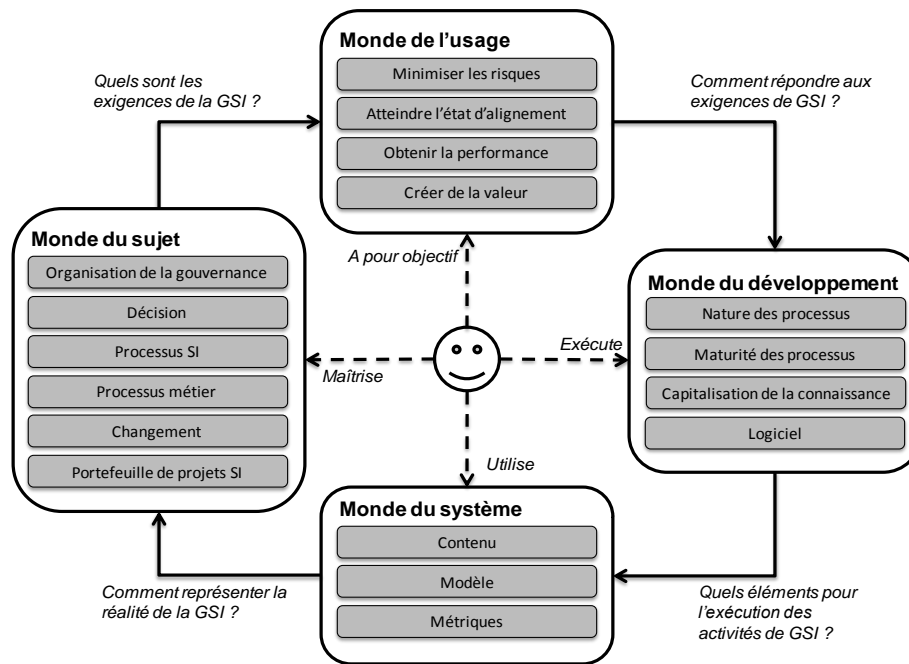 Monde de l'usage
Minimiser les risques
Atteindre l'état d'alignement
Obtenir la performance
Créer de la valeur
Quels sont les
exigences de la GSI ?
Comment répondre aux
exigences de GSI ?
Monde du sujet
Organisation de la gouvernance
Décision
Processus SI
Processus métier
Changement
Portefeuille de projets SI
A pour objectif
Maîtrise
Exécute
Utilise
Monde du développement
Nature des processus
Maturité des processus
Capitalisation de la connaissance
Logiciel
Monde du système
Contenu
Modèle
Métriques
Comment représenter la
réalité de la GSI ?
Quels éléments pour
l'exécution des
activités de GSI ?